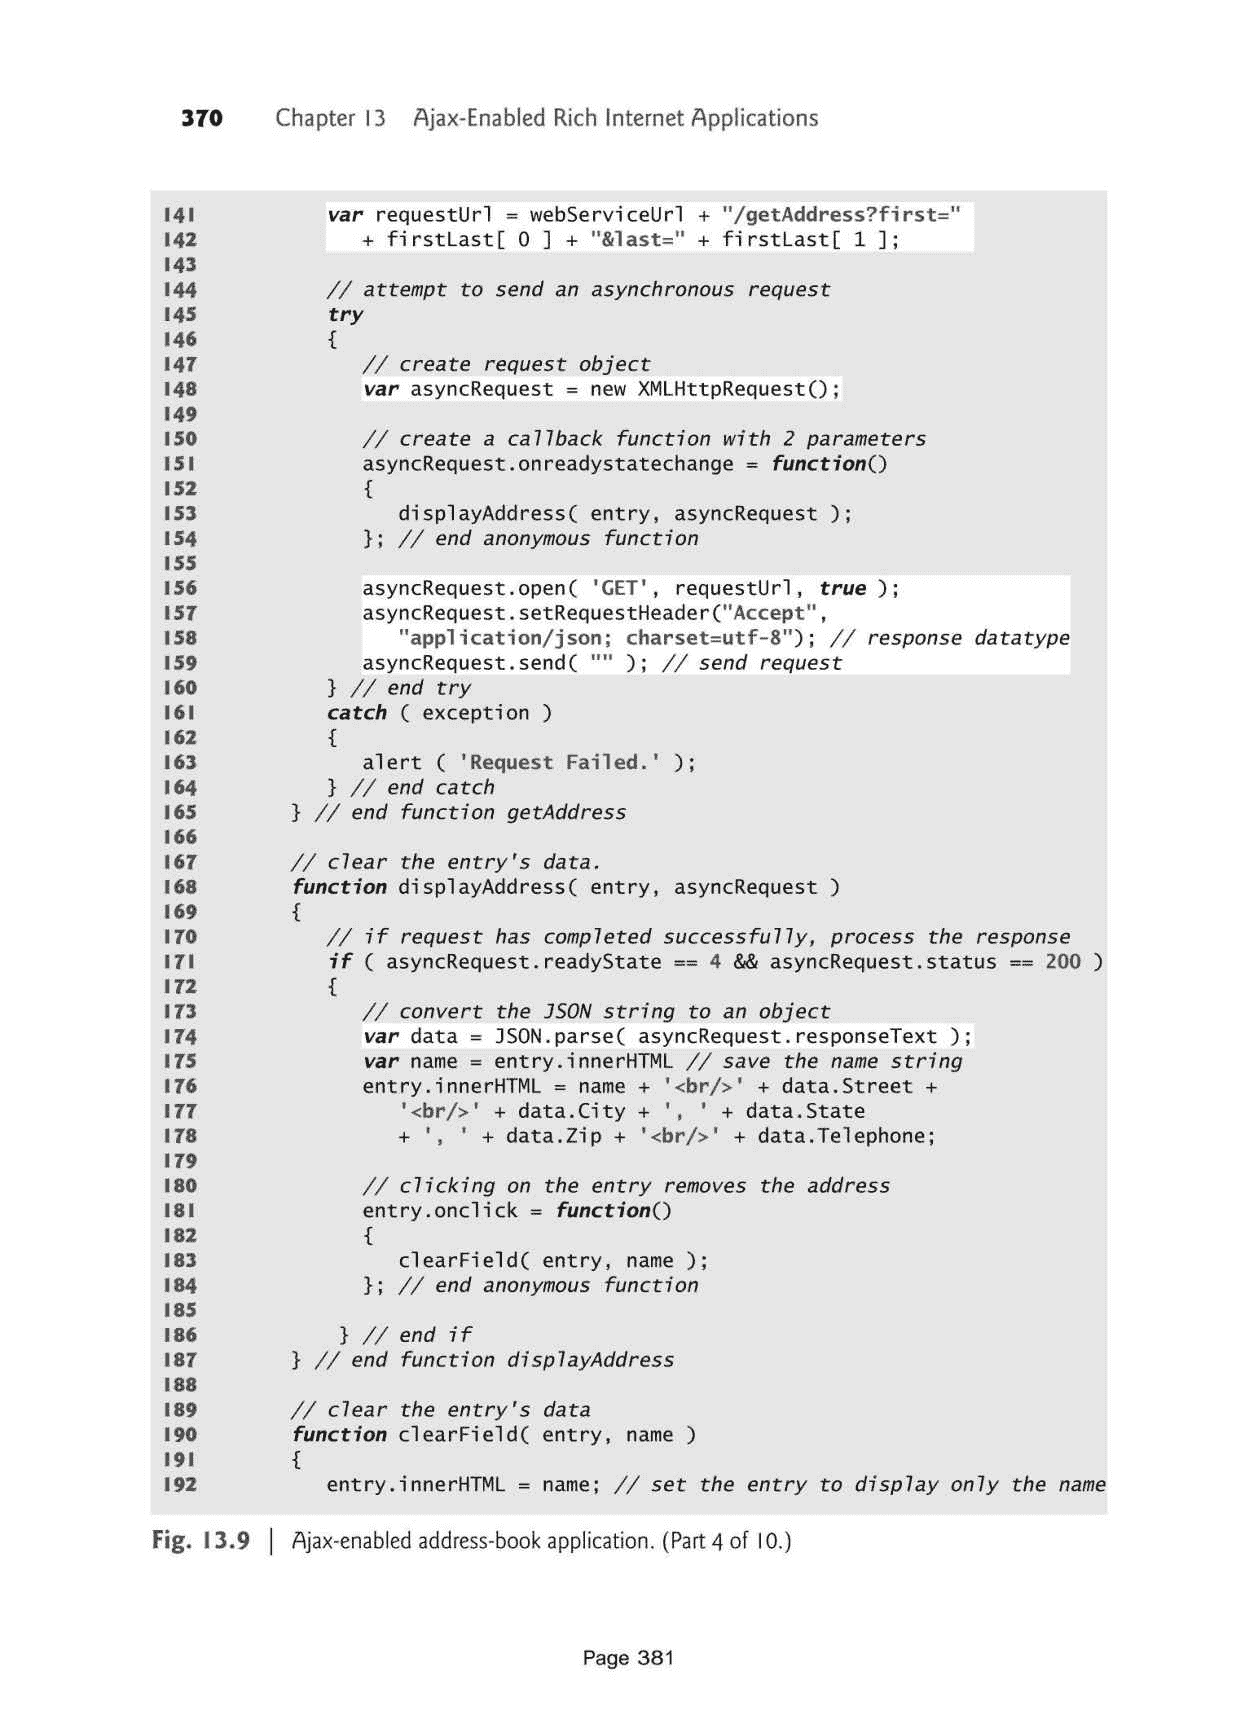 370 Chapter 13 Ajax-Enabled Rich Internet Applications
141 var requestUrl = webServiceUrl + "/getAddress?first="
142 + firstLast[ 0 ] + "&last=" + firstLast[ 1 ];
143
144 // attempt to send an asynchronous request
145 try
146 {
147 // create request object
148 var asyncRequest = new XMLHttpRequest();
149
150 // create a callback function with 2 parameters
151 asyncRequest.onreadystatechange = function()
152 {
153 displayAddress( entry, asyncRequest );
154 }; // end anonymous function
155
156 asyncRequest.open( 'GET', requestUrl, true );
157 asyncRequest.setRequestHeader("Accept",
158 "application/json; charset=utf-8"); // response datatype
159 asyncRequest.send( "" ); // send request
160 } // end try
161 catch ( exception )
162 {
163 alert ( 'Request Failed.' );
164 } // end catch
165 } // end function getAddress
166
167 // clear the entry's data.
168 function displayAddress( entry, asyncRequest )
169 {
170 // if request has completed successfully, process the response
171 if ( asyncRequest.readyState == 4 && asyncRequest.status == 200 )
172 {
173 // convert the JSON string to an object
174 var data = JSON.parse( asyncRequest.responseText );
175 var name = entry.innerHTML // save the name string
176 entry.innerHTML = name + '<br/>' + data.Street +
177 '<br/>' + data.City + ', ' + data.State
178 + ', ' + data.Zip + '<br/>' + data.Telephone;
179
180 // clicking on the entry removes the address
181 entry.onclick = function()
182 {
183 clearField( entry, name );
184 }; // end anonymous function
185
186 } // end if
187 } // end function displayAddress
188
189 // clear the entry's data
190 function clearField( entry, name )
191 {
192 entry.innerHTML = name; // set the entry to display only the name
Fig. 13.9 | Ajax-enabled address-book application. (Part 4 of 10.)
Page 381